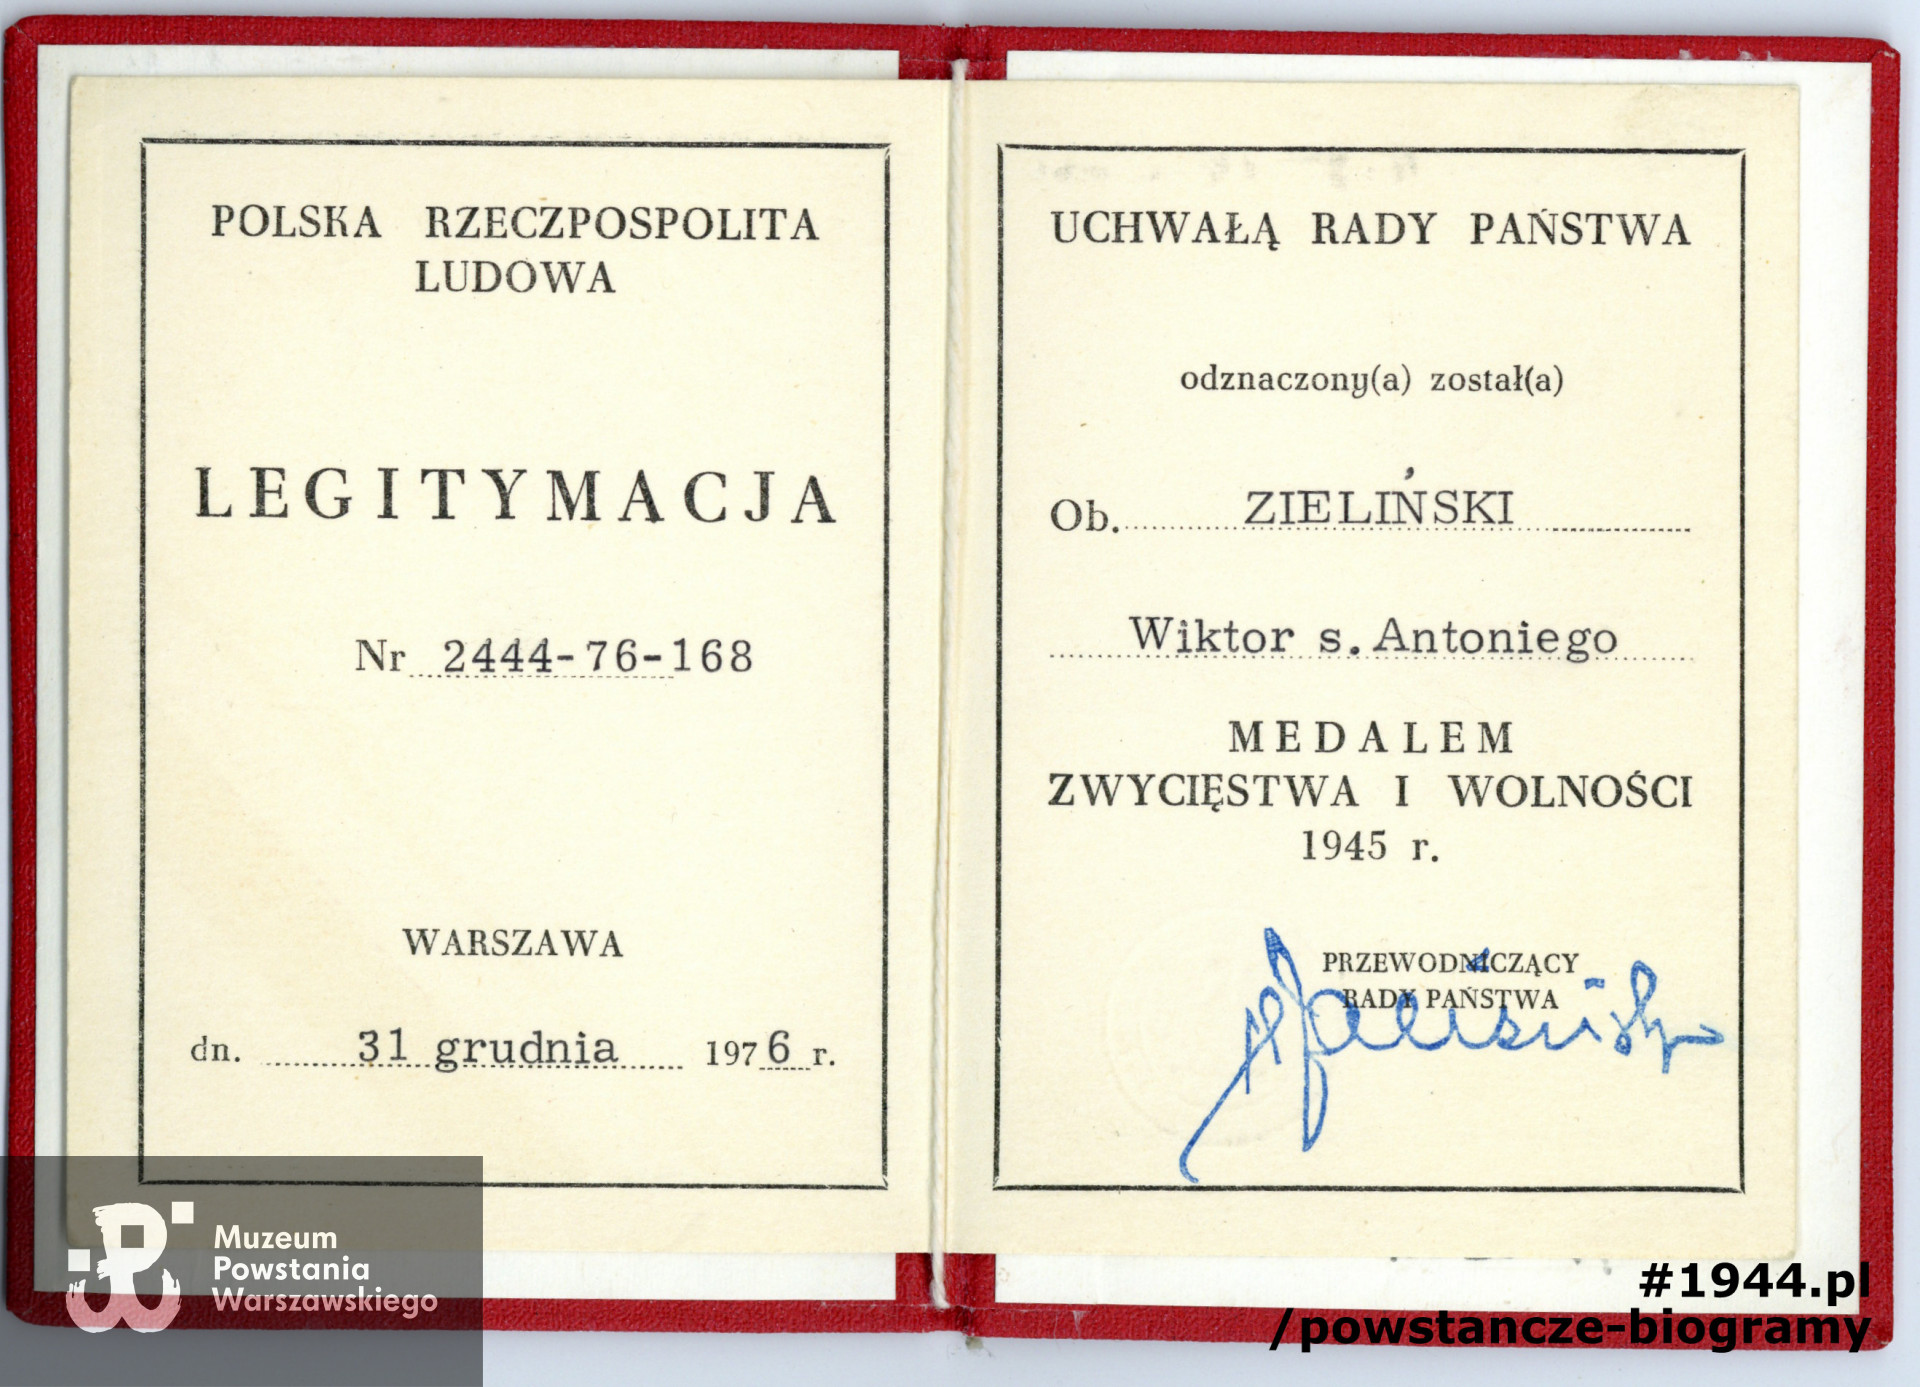 POLSKA RZECZPOSPOLITA
LUDOWA
LEGITYMACJA
Nr 2444-76-168
WARSZAWA
dn. 31 grudnia 1976 r.
UCHWAŁĄ RADY PAŃSTWA
odznaczony(a) został(a)
Ob. ZIELIŃSKI
Wiktor s. Antoniego
MEDALEM
ZWYCIĘSTWA I WOLNOŚCI
1945 r.
PRZEWODNICZĄCY
RADY PAŃSTWA
Muzeum
Powstania
Warszawskiego
#1944.pl
/powstancze-biogramy